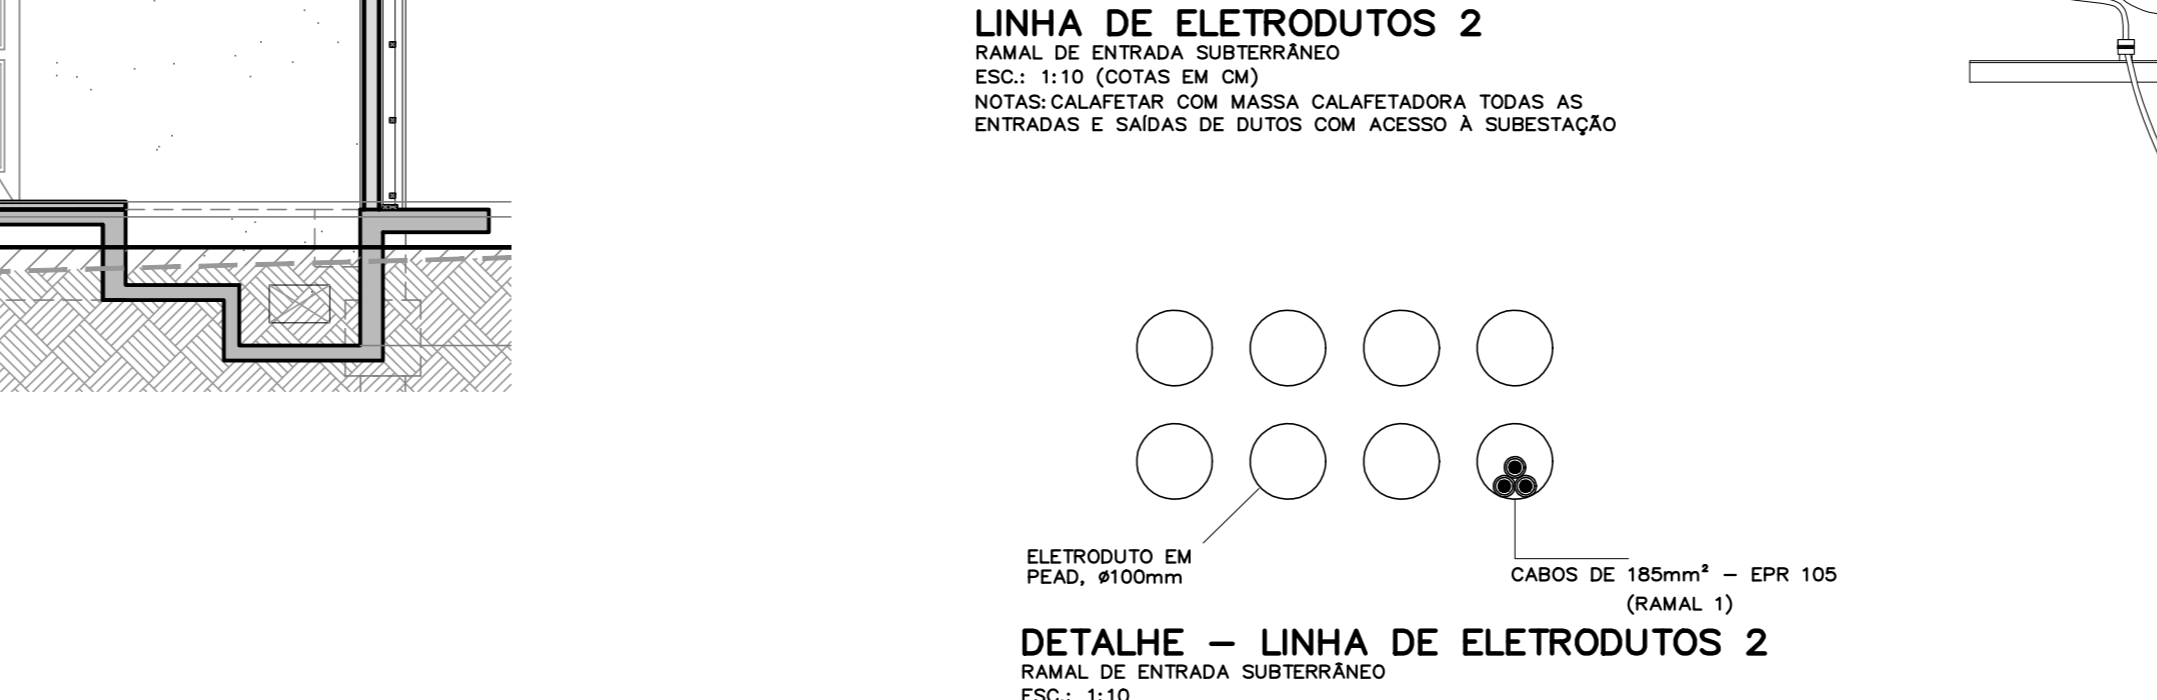 LINHA DE ELETRODUTOS 2
RAMAL DE ENTRADA SUBTERRÂNEO
ESC.: 1:10 (COTAS EM CM)
NOTAS: CALAFETAR COM MASSA CALAFETADORA TODAS AS
ENTRADAS E SAÍDAS DE DUTOS COM ACESSO À SUBESTAÇÃO
ELETRODUTO EM
PEAD, Ø100mm
CABOS DE 185mm² – EPR 105
(RAMAL 1)
DETALHE – LINHA DE ELETRODUTOS 2
RAMAL DE ENTRADA SUBTERRÂNEO
ESC.: 1:10